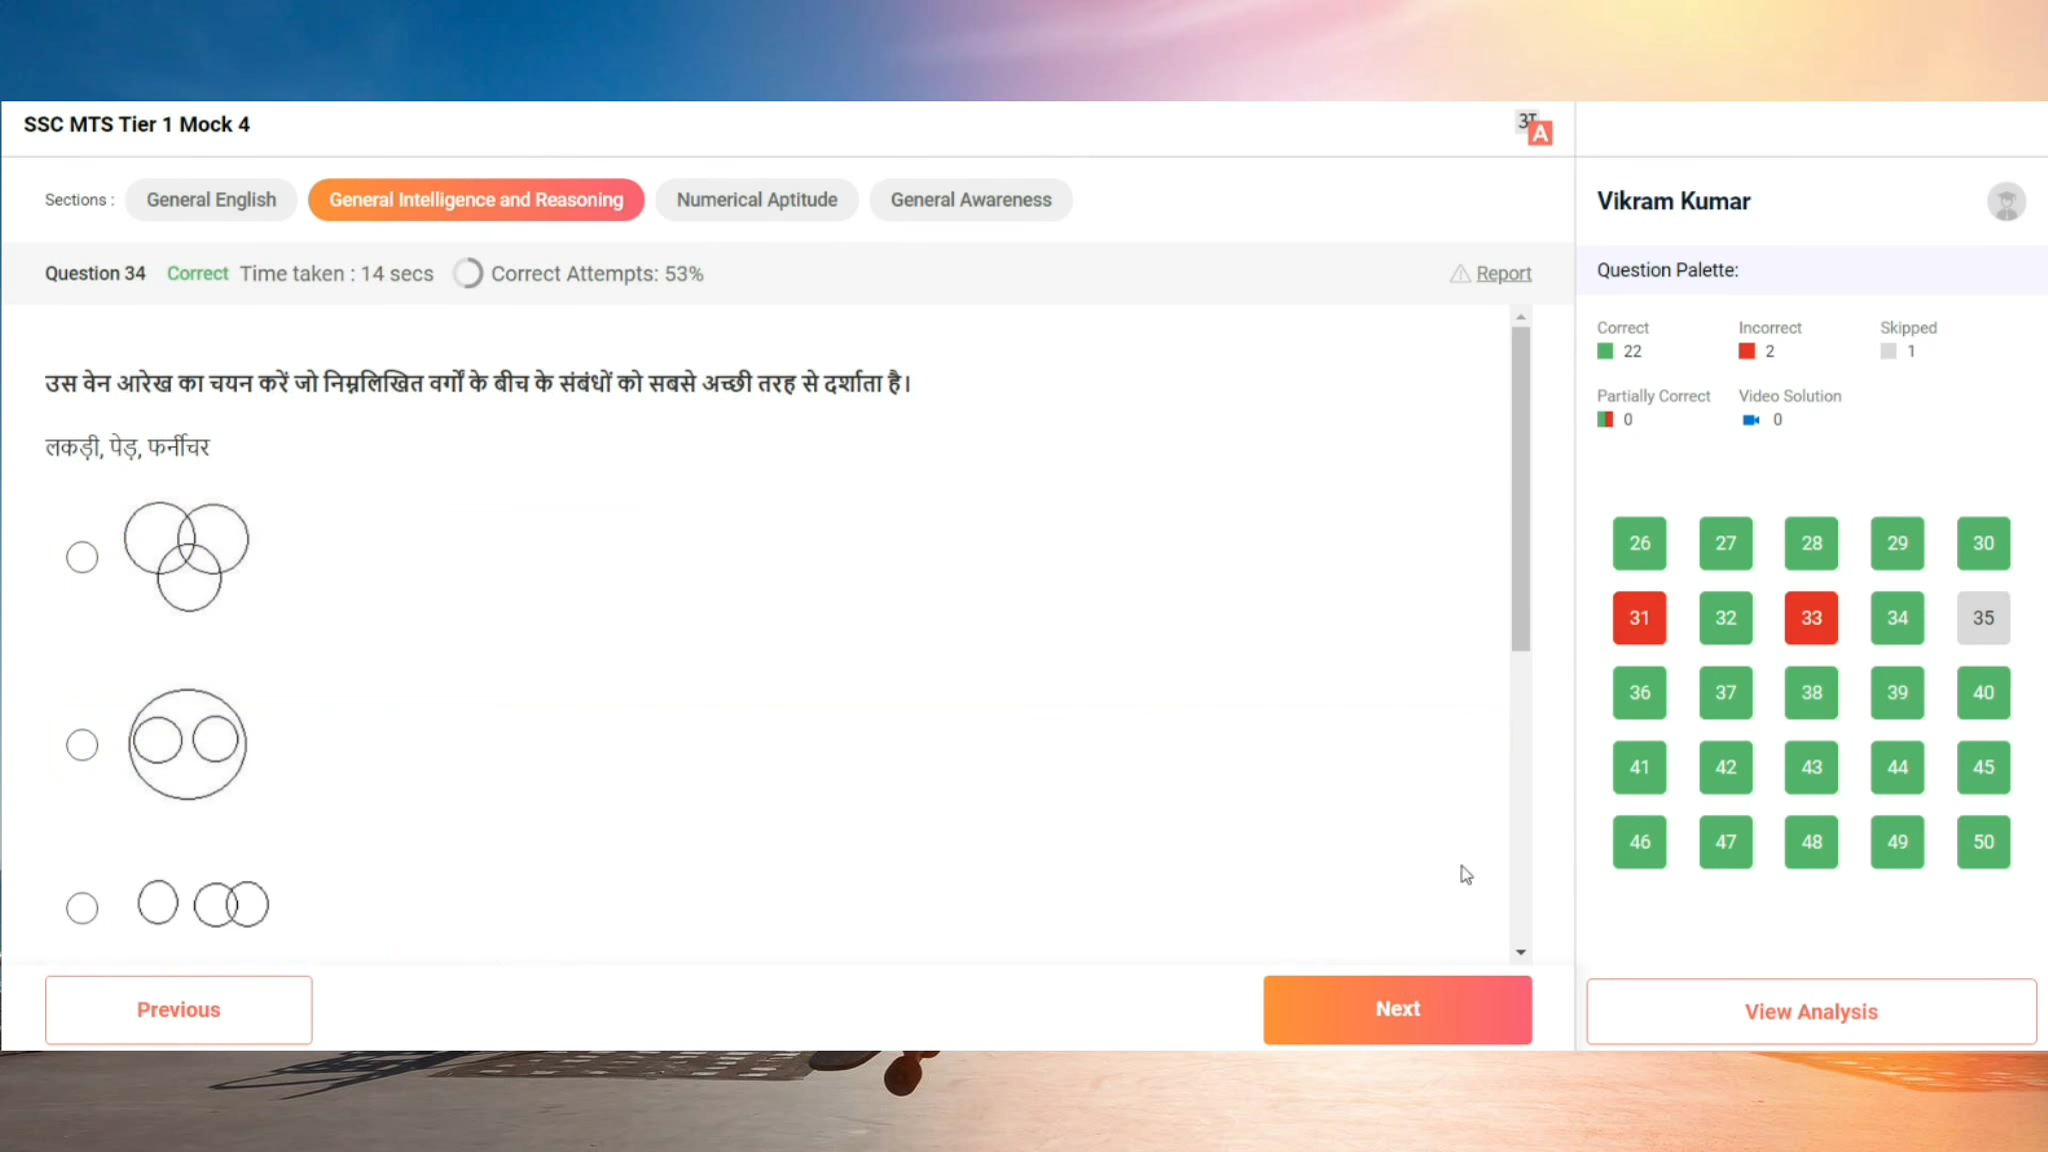 SSC MTS Tier 1 Mock 4
अ A
Sections :
General English
General Intelligence and Reasoning
Numerical Aptitude
General Awareness
Question 34 Correct Time taken : 14 secs Correct Attempts: 53%
Report
उस वेन आरेख का चयन करें जो निम्नलिखित वर्गों के बीच के संबंधों को सबसे अच्छी तरह से दर्शाता है।
लकड़ी, पेड़, फर्नीचर
Previous
Next
Vikram Kumar
Question Palette:
Correct Incorrect Skipped
22 2 1
Partially Correct Video Solution
0 0
26 27 28 29 30
31 32 33 34 35
36 37 38 39 40
41 42 43 44 45
46 47 48 49 50
View Analysis